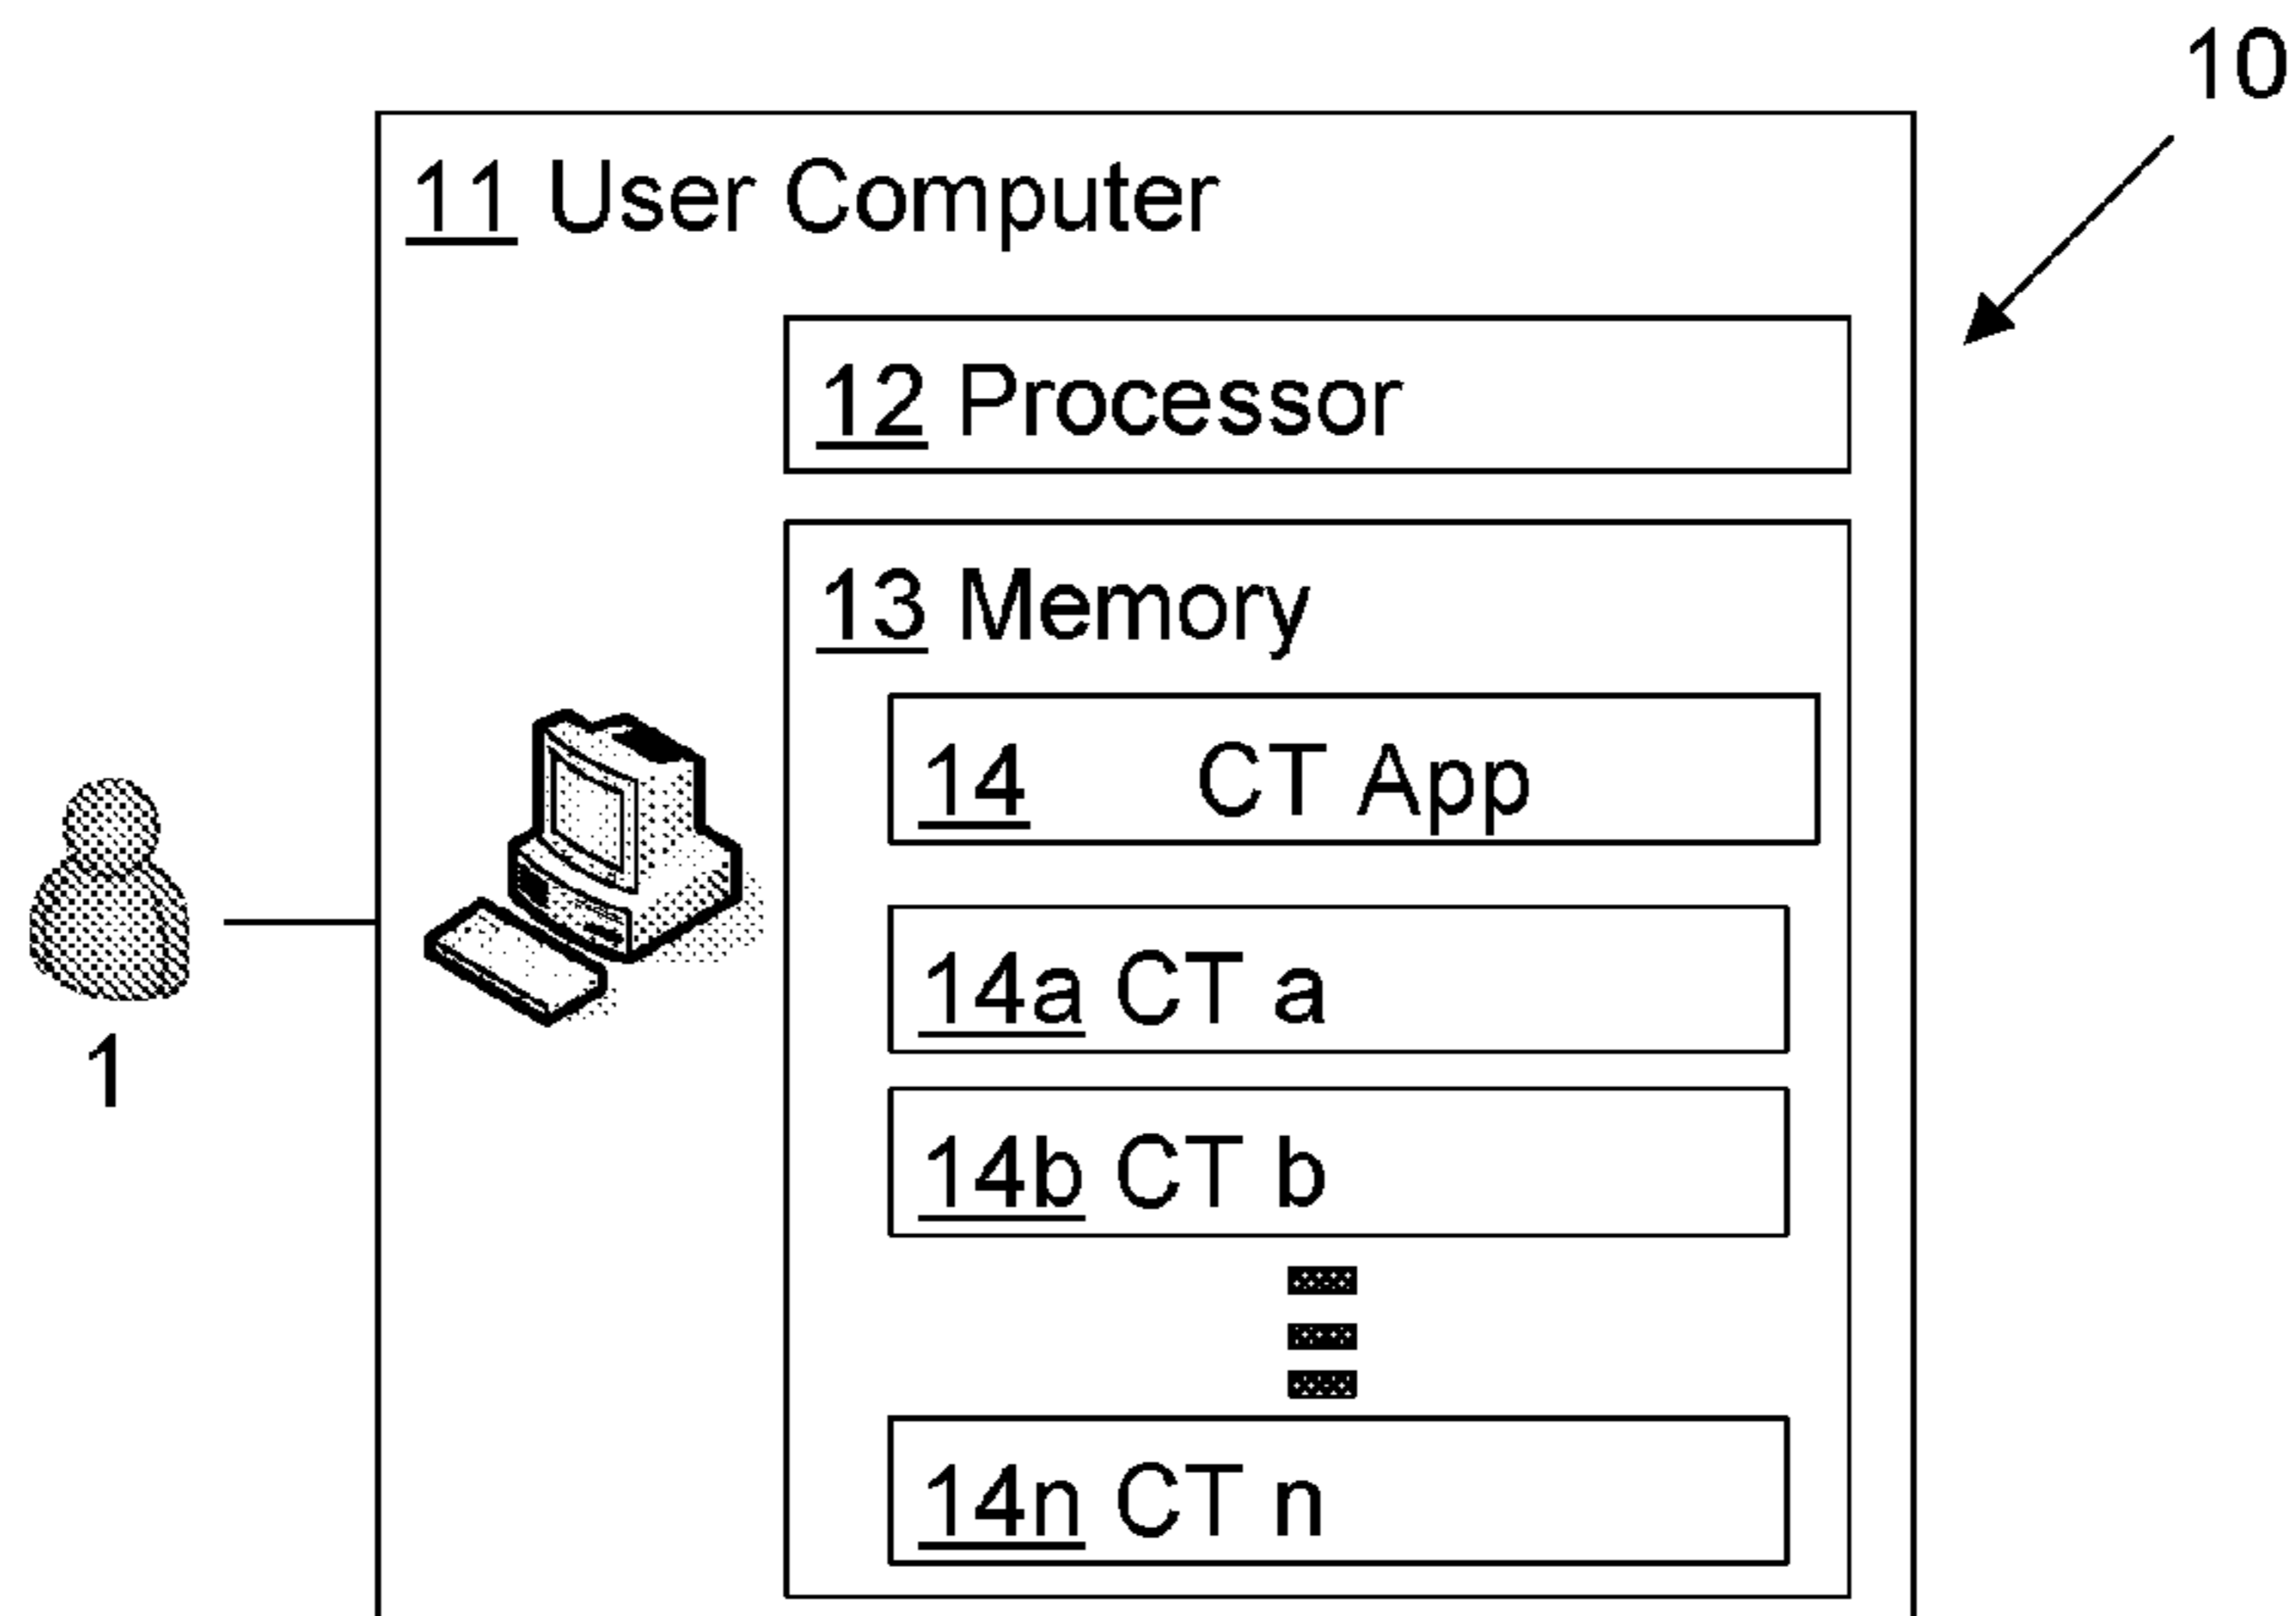 10
11 User Computer
12 Processor
13 Memory
14 CT App
14a CT a
14b CT b
14n CT n
1